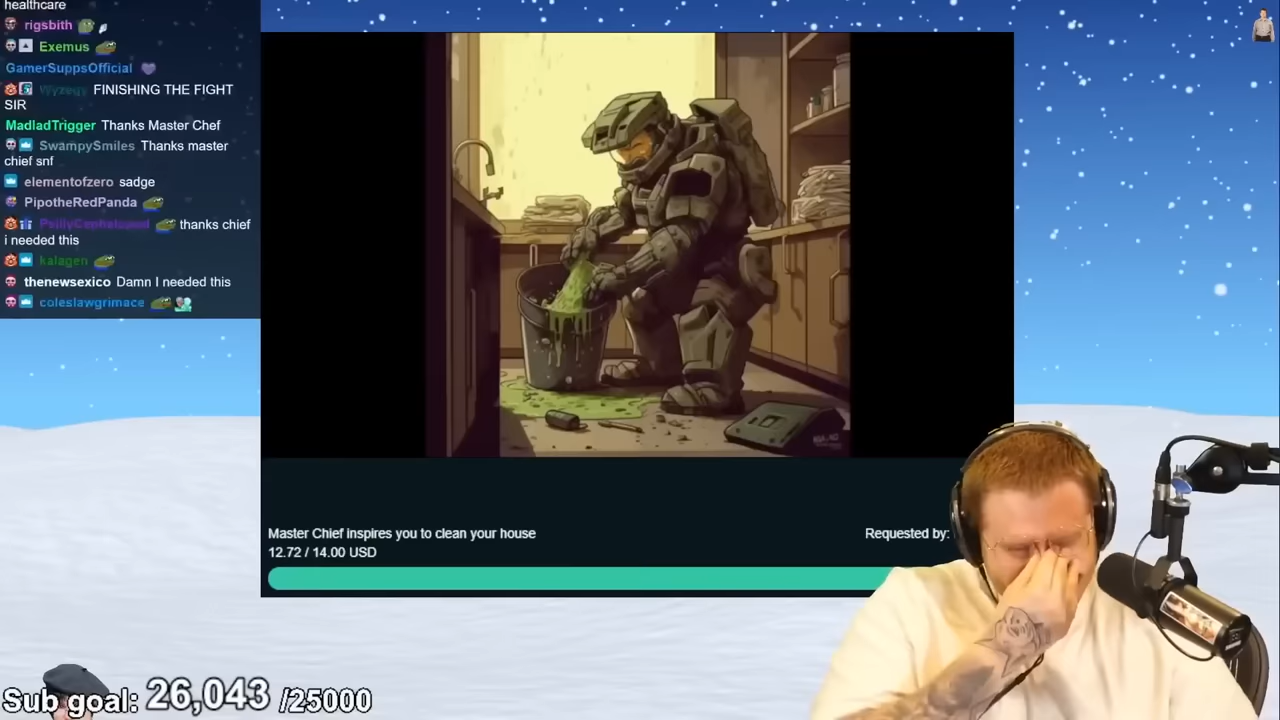 healthcare
rigsbith
Exemus
GamerSuppsOfficial
Wyzegy FINISHING THE FIGHT
SIR
MadladTrigger Thanks Master Chef
SwampySmiles Thanks master
chief snf
elementofzero sadge
PipotheRedPanda
thanks chief
i needed this
kalagen
thenewsexico Damn I needed this
coleslawgrimace
Master Chief inspires you to clean your house
Requested by:
12.72 / 14.00 USD
Sub goal: 26,043 /25000